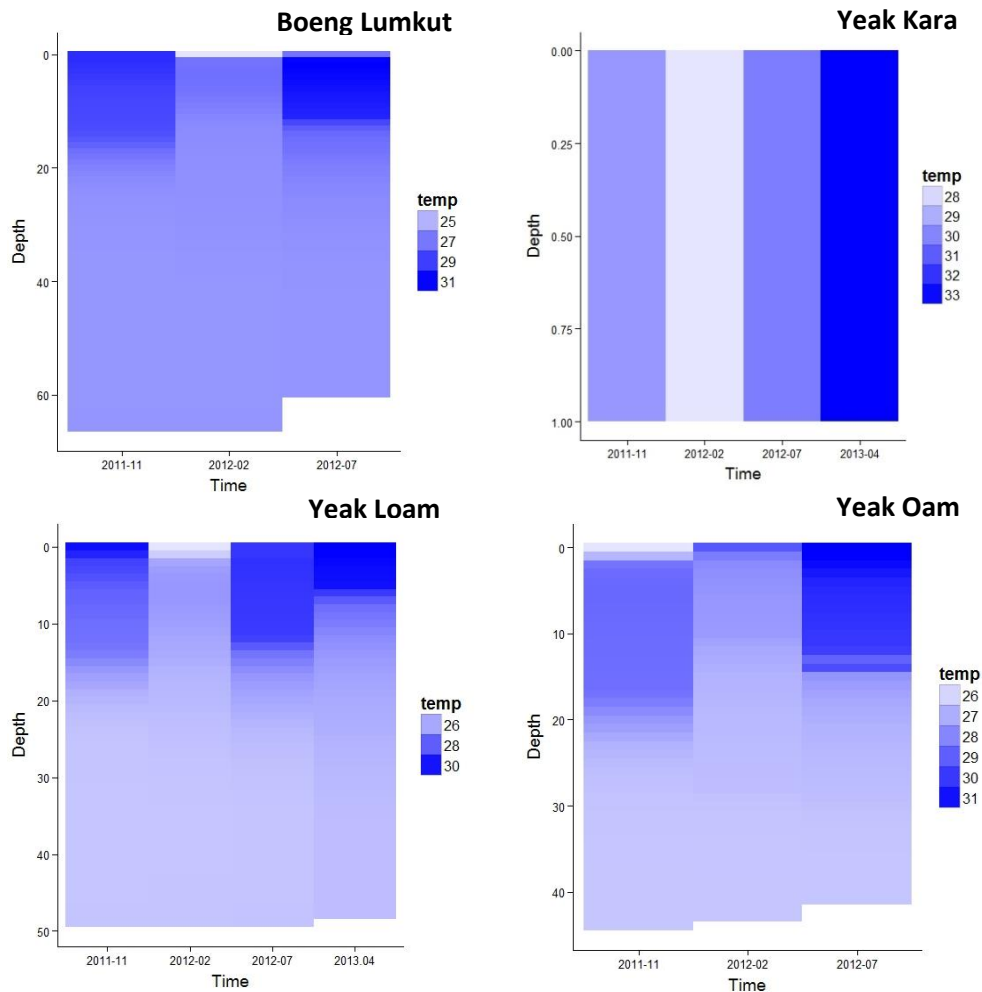 Boeng Lumkut
0
20
40
60
Depth
2011-11 2012-02 2012-07
Time
temp
25
27
29
31
Yeak Kara
0.00
0.25
0.50
0.75
1.00
Depth
2011-11 2012-02 2012-07 2013-04
Time
temp
28
29
30
31
32
33
Yeak Loam
0
10
20
30
40
50
Depth
2011-11 2012-02 2012-07 2013.04
Time
temp
26
28
30
Yeak Oam
0
10
20
30
40
Depth
2011-11 2012-02 2012-07
Time
temp
26
27
28
29
30
31